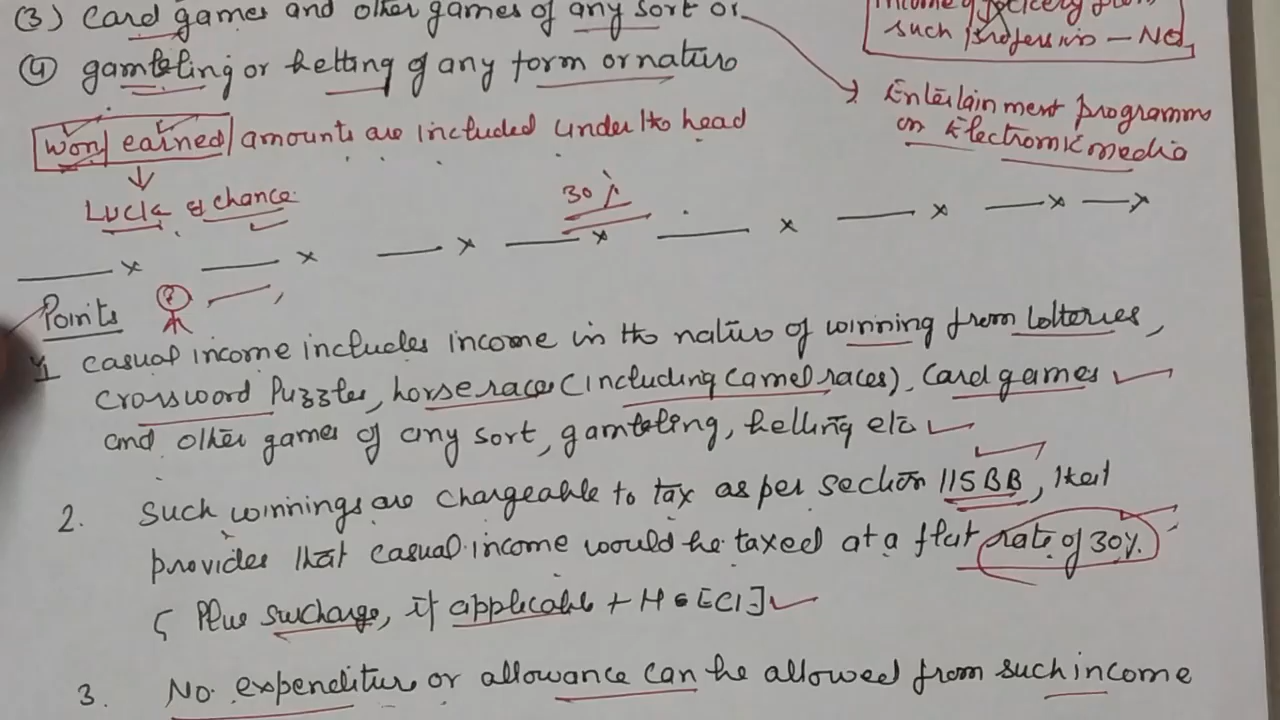 (3) Card games and other games of any sort or
such profession - No
(4) gambling or betting of any form or nature
Entertainment programme
on Electronic media
won/earned amounts are included under the head
Luck & chance
30%
Points
1 casual income includes income in the nature of winning from lotteries,
crossword Puzzles, horse races (including camel races), Card games
and other games of any sort, gambling, betting etc
2. such winnings are chargeable to tax as per section 115BB, that
provides that casual income would be taxed at a flat rate of 30%.
Plus surcharge, if applicable + H & [CI]
3. No expenditure or allowance can be allowed from such income